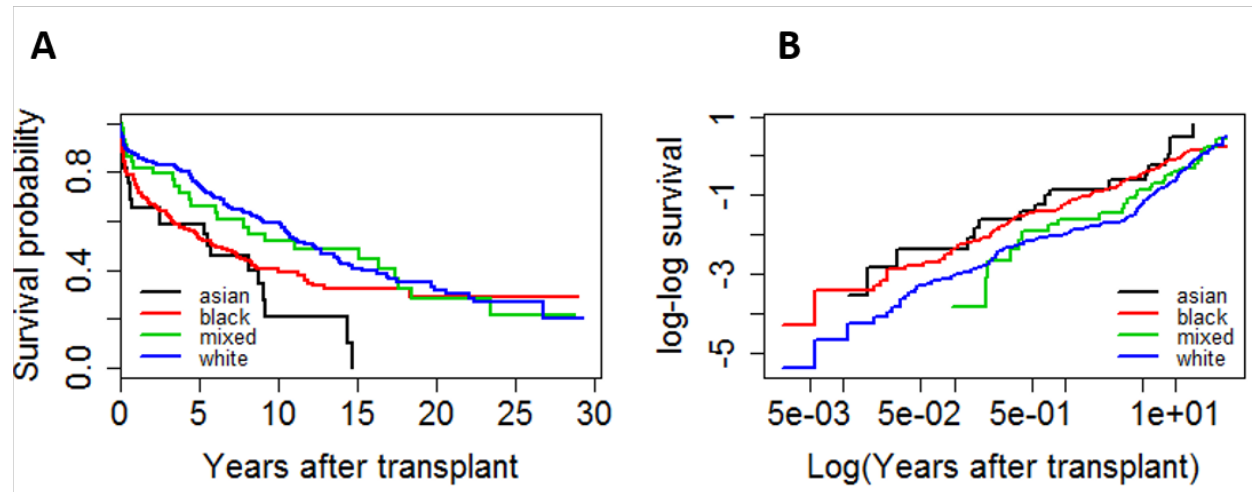 A
B
Survival probability
0.8
0.4
0.0
asian
black
mixed
white
0 5 10 15 20 25 30
Years after transplant
log-log survival
1
-1
-3
-5
asian
black
mixed
white
5e-03 5e-02 5e-01 1e+01
Log(Years after transplant)